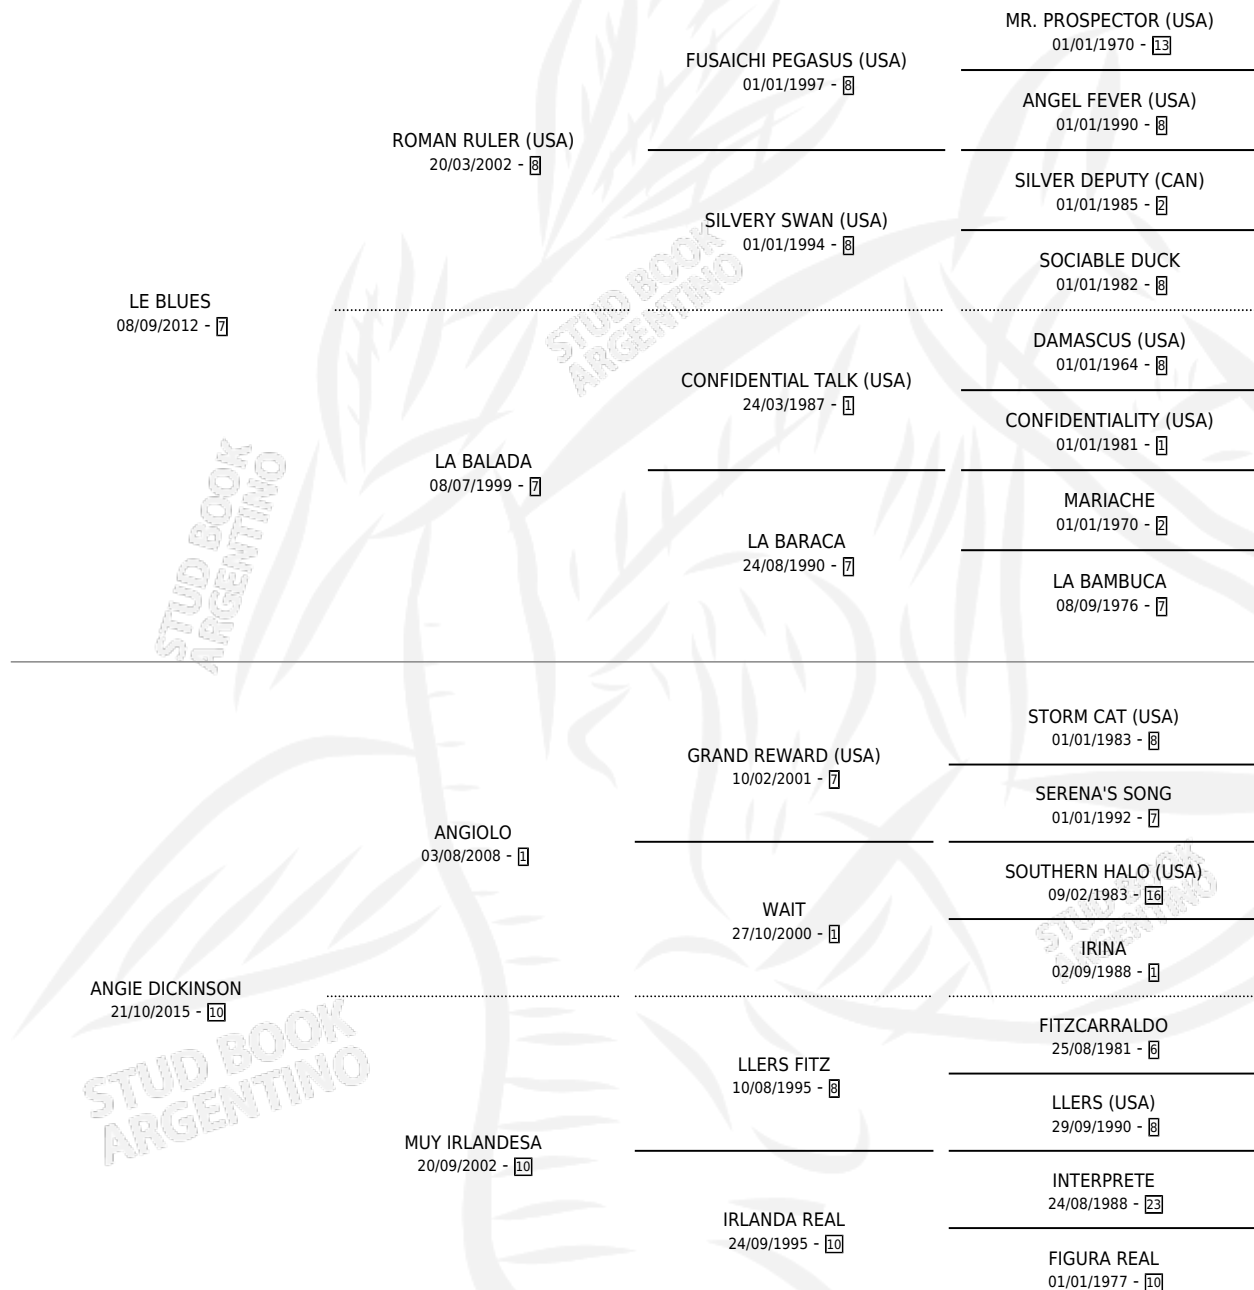 MR. PROSPECTOR (USA)
01/01/1970 - 13
FUSAICHI PEGASUS (USA)
01/01/1997 - 8
ANGEL FEVER (USA)
01/01/1990 - 8
ROMAN RULER (USA)
20/03/2002 - 8
SILVER DEPUTY (CAN)
01/01/1985 - 2
SILVERY SWAN (USA)
01/01/1994 - 8
SOCIABLE DUCK
01/01/1982 - 8
LE BLUES
08/09/2012 - 7
STUD BOOK
ARGENTINO
DAMASCUS (USA)
01/01/1964 - 8
CONFIDENTIAL TALK (USA)
24/03/1987 - 1
CONFIDENTIALITY (USA)
01/01/1981 - 1
LA BALADA
08/07/1999 - 7
MARIACHE
01/01/1970 - 2
LA BARACA
24/08/1990 - 7
LA BAMBUCA
08/09/1976 - 7
STUD BOOK
ARGENTINO
STORM CAT (USA)
01/01/1983 - 8
GRAND REWARD (USA)
10/02/2001 - 7
SERENA'S SONG
01/01/1992 - 7
ANGIOLO
03/08/2008 - 1
SOUTHERN HALO (USA)
09/02/1983 - 16
WAIT
27/10/2000 - 1
STUD BOOK
ARGENTINO
IRINA
02/09/1988 - 1
ANGIE DICKINSON
21/10/2015 - 10
FITZCARRALDO
25/08/1981 - 6
LLERS FITZ
10/08/1995 - 8
STUD BOOK
ARGENTINO
LLERS (USA)
29/09/1990 - 8
MUY IRLANDESA
20/09/2002 - 10
INTERPRETE
24/08/1988 - 23
IRLANDA REAL
24/09/1995 - 10
FIGURA REAL
01/01/1977 - 10